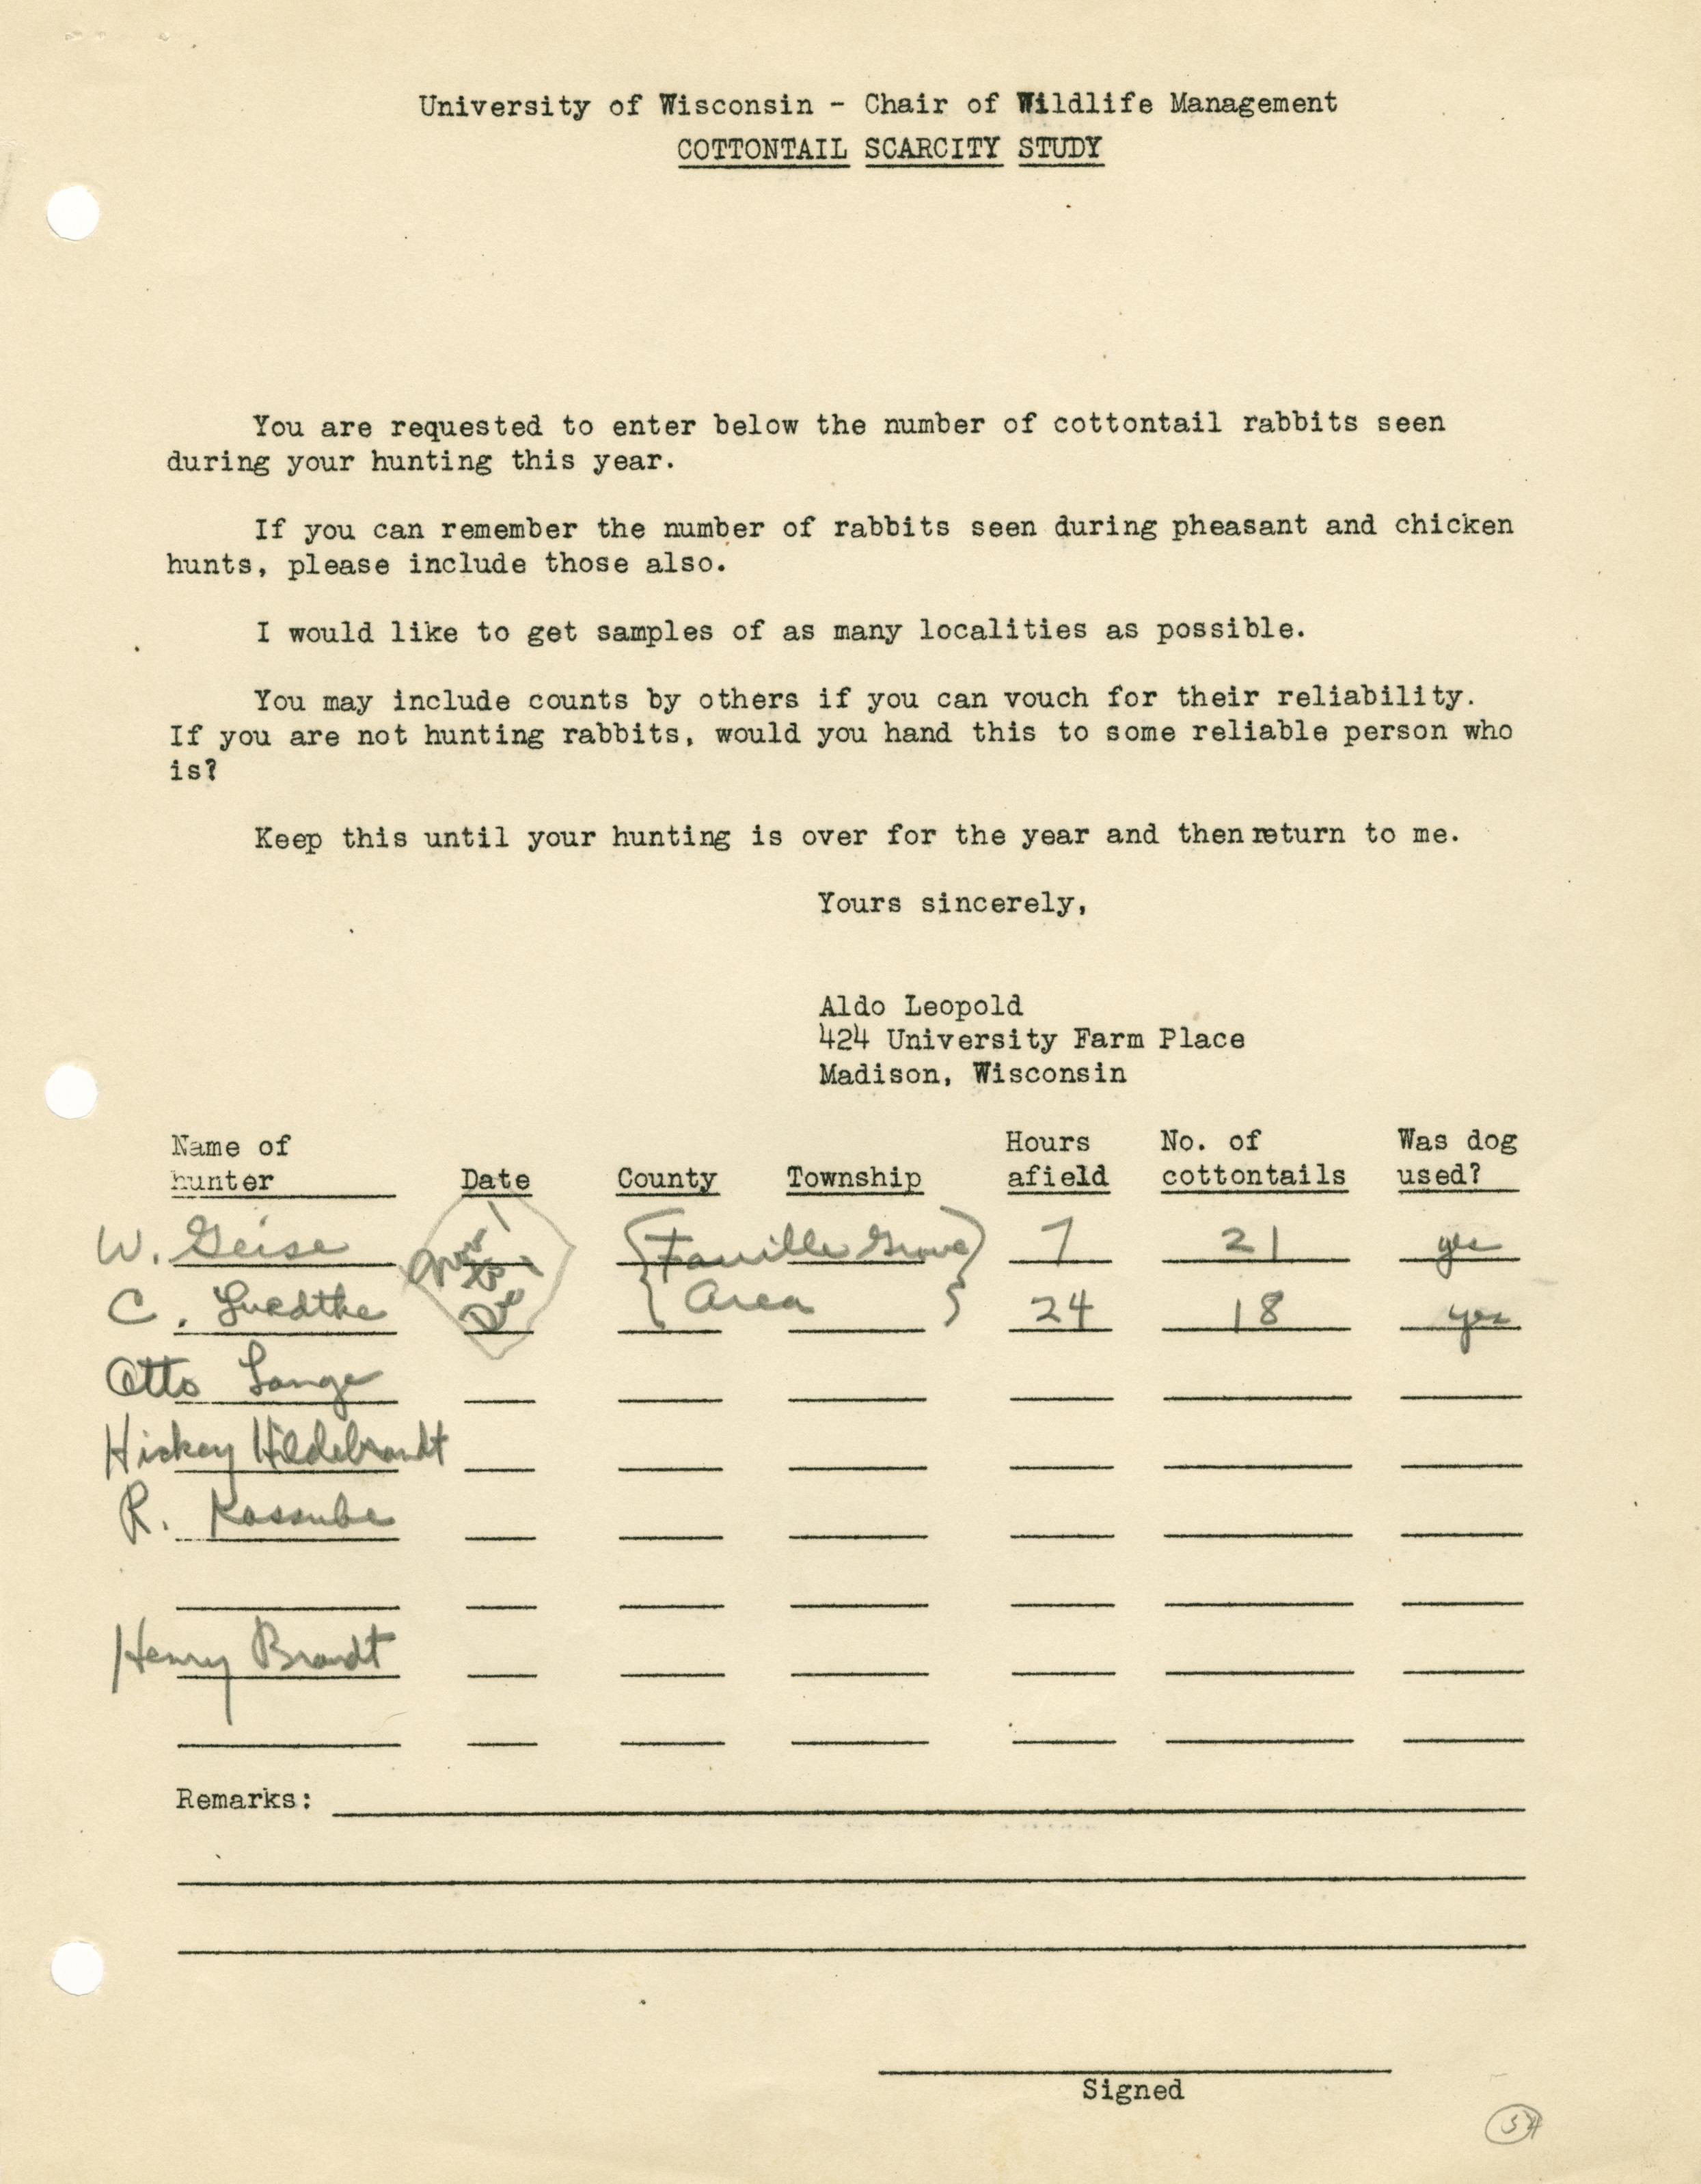 University of Wisconsin - Chair of Wildlife Management
COTTONTAIL SCARCITY STUDY
You are requested to enter below the number of cottontail rabbits seen
during your hunting this year.
If you can remember the number of rabbits seen during pheasant and chicken
hunts, please include those also.
I would like to get samples of as many localities as possible.
You may include counts by others if you can vouch for their reliability.
If you are not hunting rabbits, would you hand this to some reliable person who
is?
Keep this until your hunting is over for the year and then return to me.
Yours sincerely,
Aldo Leopold
424 University Farm Place
Madison, Wisconsin
Name of hunter Date County Township Hours afield No. of cottontails Was dog used?
W. Geise Faville Grove 7 21 yes
C. Luedtke Area 24 18 yes
Otto Lange
Hickey Hildebrandt
R. Kassube
Henry Brandt
Remarks:
Signed
54